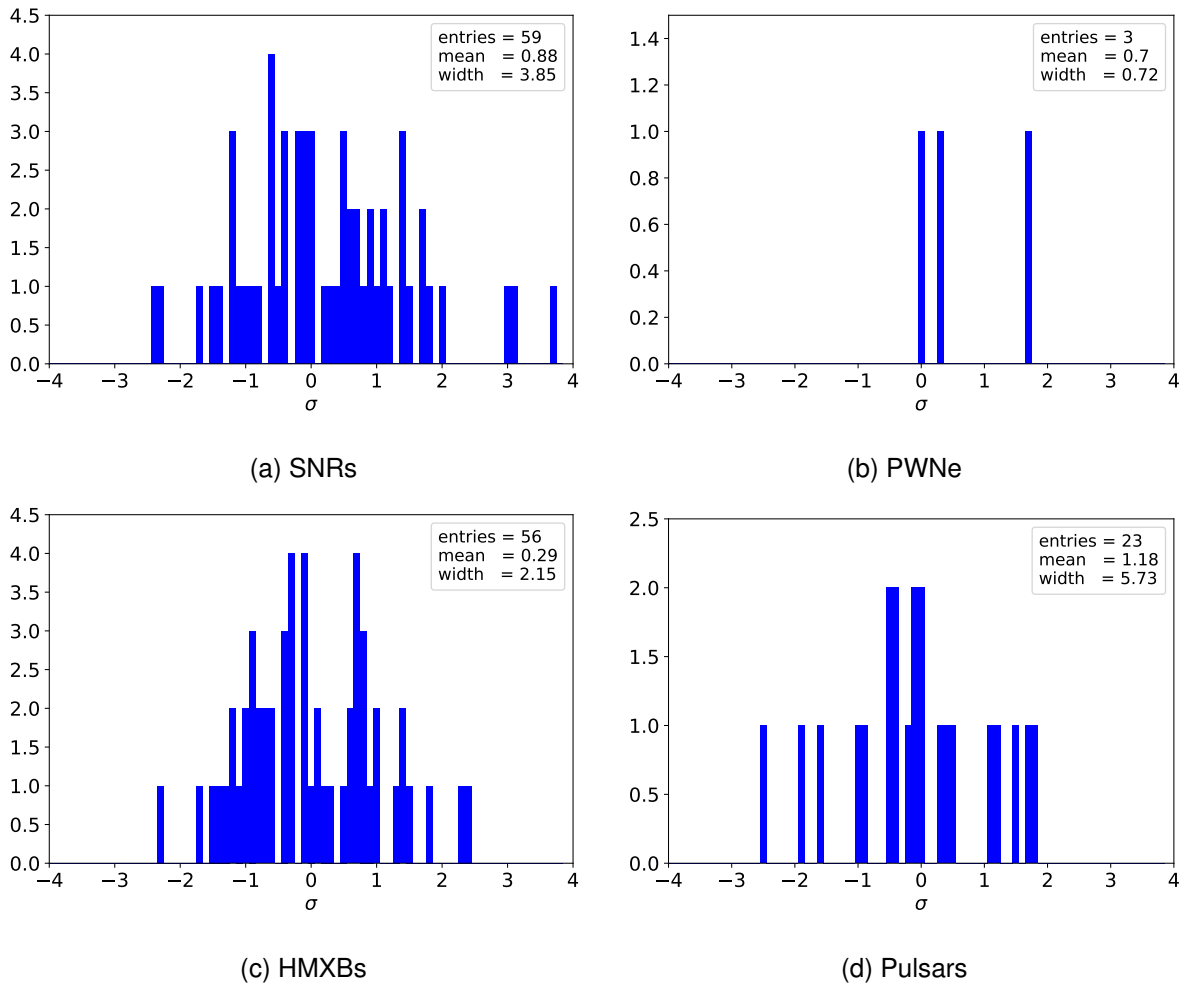 4.5
4.0
3.5
3.0
2.5
2.0
1.5
1.0
0.5
0.0
−4 −3 −2 −1 0 1 2 3 4
σ
entries = 59
mean = 0.88
width = 3.85
(a) SNRs
1.4
1.2
1.0
0.8
0.6
0.4
0.2
0.0
−4 −3 −2 −1 0 1 2 3 4
σ
entries = 3
mean = 0.7
width = 0.72
(b) PWNe
4.5
4.0
3.5
3.0
2.5
2.0
1.5
1.0
0.5
0.0
−4 −3 −2 −1 0 1 2 3 4
σ
entries = 56
mean = 0.29
width = 2.15
(c) HMXBs
2.5
2.0
1.5
1.0
0.5
0.0
−4 −3 −2 −1 0 1 2 3 4
σ
entries = 23
mean = 1.18
width = 5.73
(d) Pulsars